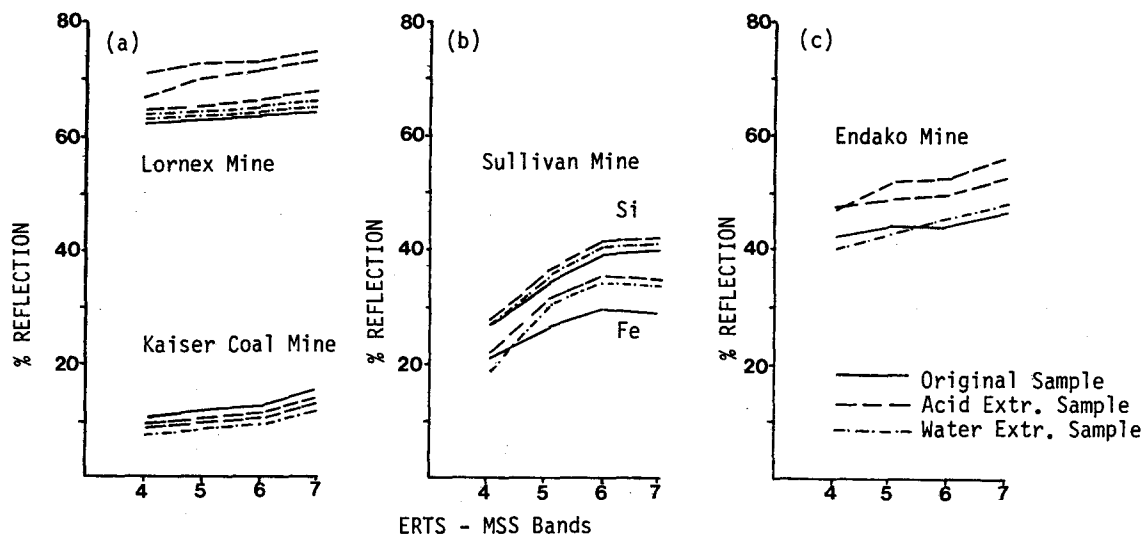 (a)
80
60
40
20
% REFLECTION
Lornex Mine
Kaiser Coal Mine
4 5 6 7
(b)
80
60
40
20
% REFLECTION
Sullivan Mine
Si
Fe
4 5 6 7
ERTS - MSS Bands
(c)
80
60
40
20
% REFLECTION
Endako Mine
Original Sample
Acid Extr. Sample
Water Extr. Sample
4 5 6 7